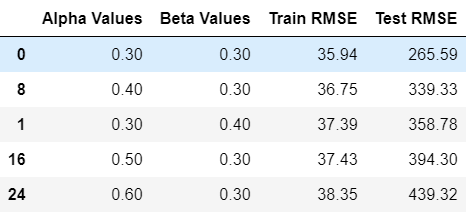 Alpha Values Beta Values Train RMSE Test RMSE
0 0.30 0.30 35.94 265.59
8 0.40 0.30 36.75 339.33
1 0.30 0.40 37.39 358.78
16 0.50 0.30 37.43 394.30
24 0.60 0.30 38.35 439.32